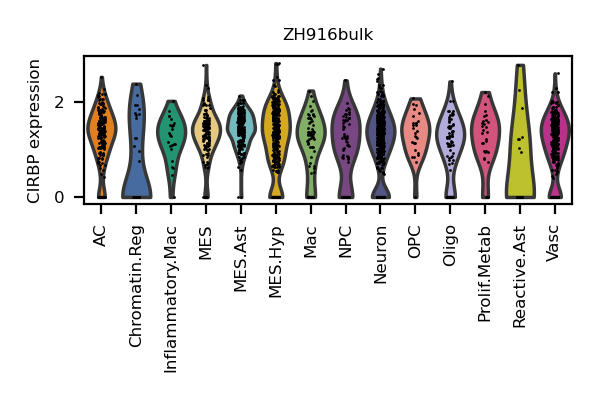 ZH916bulk
CIRBP expression
2
0
AC
Chromatin.Reg
Inflammatory.Mac
MES
MES.Ast
MES.Hyp
Mac
NPC
Neuron
OPC
Oligo
Prolif.Metab
Reactive.Ast
Vasc